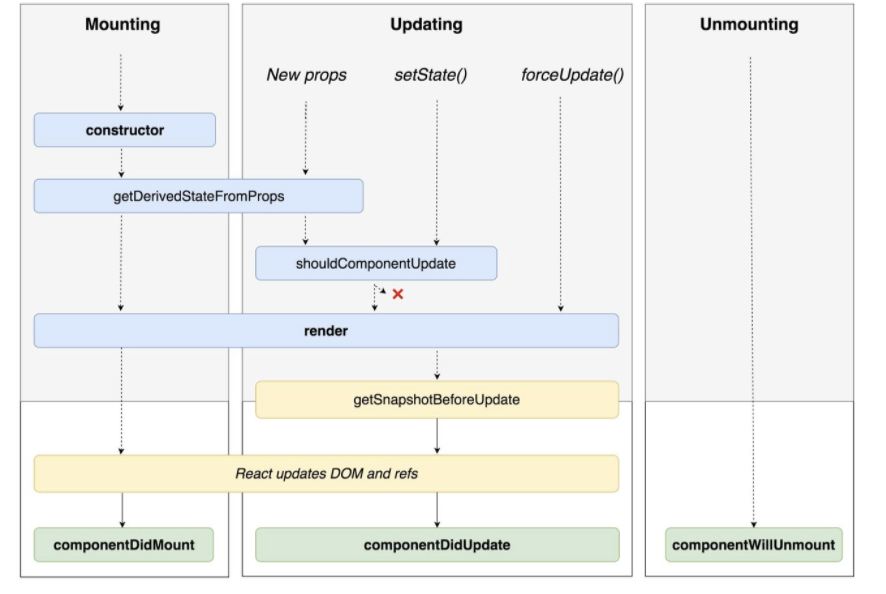 Mounting
Updating
Unmounting
New props
setState()
forceUpdate()
constructor
getDerivedStateFromProps
shouldComponentUpdate
render
getSnapshotBeforeUpdate
React updates DOM and refs
componentDidMount
componentDidUpdate
componentWillUnmount